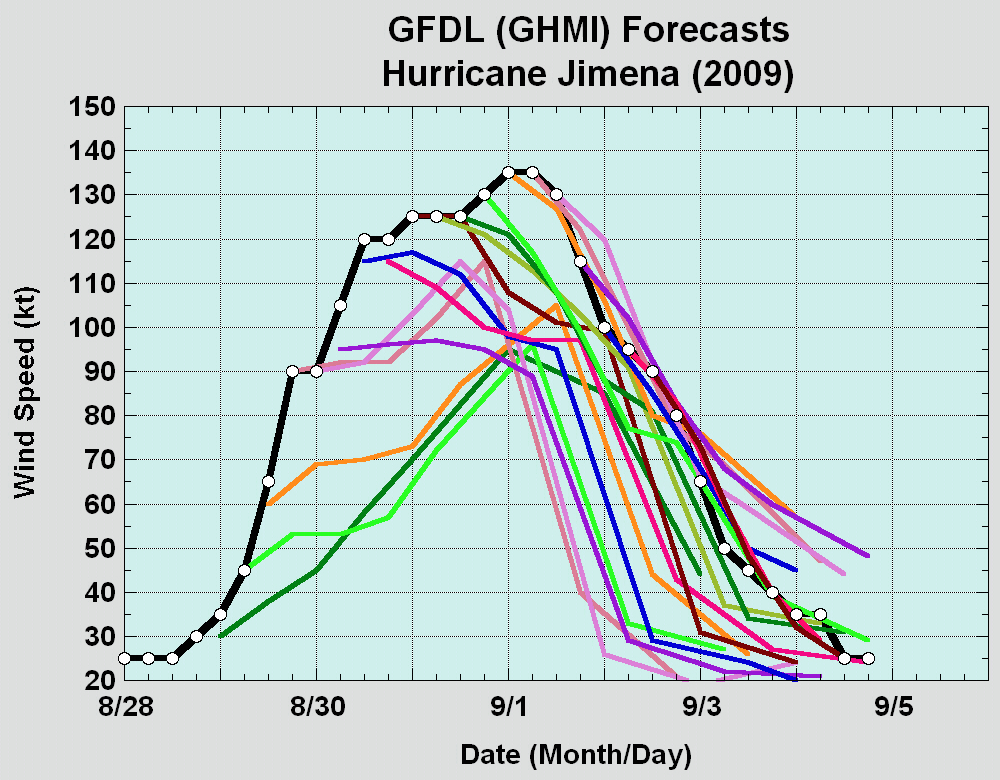 GFDL (GHMI) Forecasts
Hurricane Jimena (2009)
150
140
130
120
110
100
90
80
70
60
50
40
30
20
Wind Speed (kt)
8/28 8/30 9/1 9/3 9/5
Date (Month/Day)